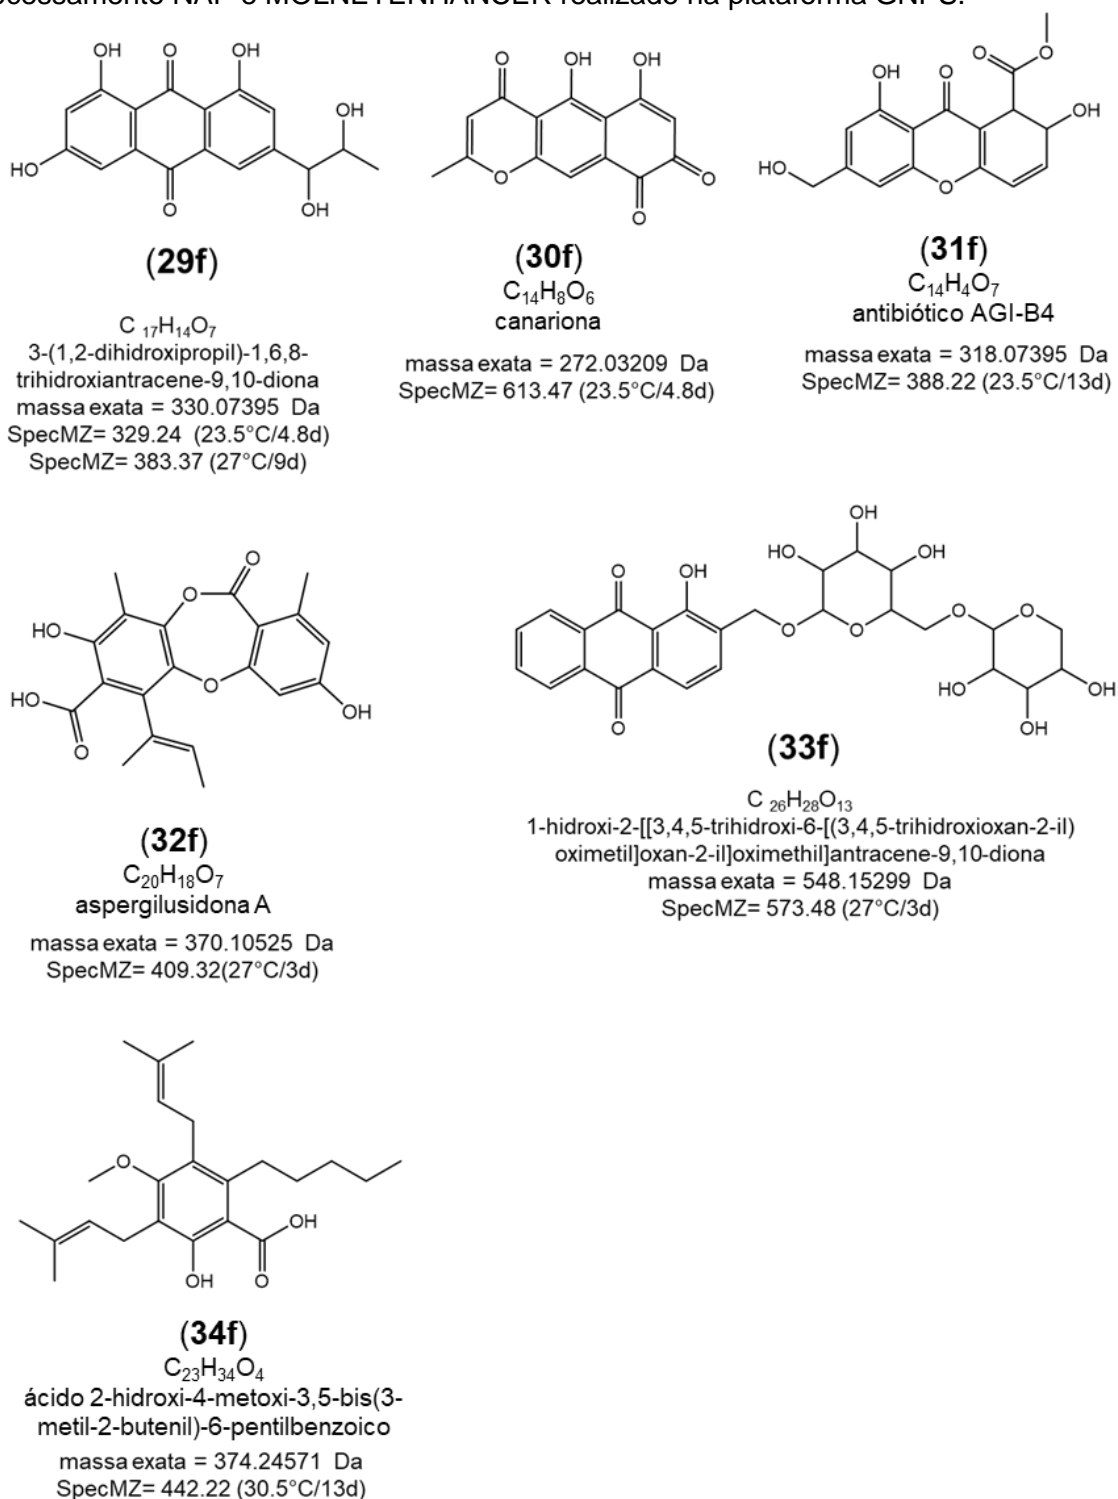 OH O OH
OH
HO
O OH
O OH OH
O O
O
O
OH O O O
OH
HO
O
(29f)
C 17H14O7
3-(1,2-dihidroxipropil)-1,6,8-
trihidroxiantracene-9,10-diona
massa exata = 330.07395 Da
SpecMZ= 329.24 (23.5°C/4.8d)
SpecMZ= 383.37 (27°C/9d)
(30f)
C14H8O6
canariona
massa exata = 272.03209 Da
SpecMZ= 613.47 (23.5°C/4.8d)
(31f)
C14H4O7
antibiótico AGI-B4
massa exata = 318.07395 Da
SpecMZ= 388.22 (23.5°C/13d)
O
O
HO
HO
O
O
OH
(32f)
C20H18O7
aspergilusidona A
massa exata = 370.10525 Da
SpecMZ= 409.32(27°C/3d)
OH
HO OH
O OH
O O
O O
O HO OH
OH
(33f)
C 26H28O13
1-hidroxi-2-[[3,4,5-trihidroxi-6-[(3,4,5-trihidroxioxan-2-il)
oximetil]oxan-2-il]oximethil]antracene-9,10-diona
massa exata = 548.15299 Da
SpecMZ= 573.48 (27°C/3d)
O
OH
OH O
(34f)
C23H34O4
ácido 2-hidroxi-4-metoxi-3,5-bis(3-
metil-2-butenil)-6-pentilbenzoico
massa exata = 374.24571 Da
SpecMZ= 442.22 (30.5°C/13d)